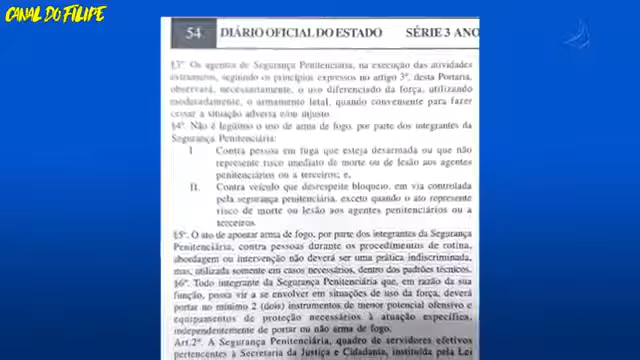 CANAL DO FILIPE
54 DIÁRIO OFICIAL DO ESTADO SÉRIE 3 ANO
§3º. Os agentes de Segurança Penitenciária, na execução das atividades
extramuros, seguindo os princípios expressos no artigo 3º, desta Portaria,
observará, necessariamente, o uso diferenciado da força, utilizando
moderadamente, o armamento letal, quando conveniente para fazer
cessar a situação adversa e/ou injusto.
§4º. Não é legítimo o uso de arma de fogo, por parte dos integrantes da
Segurança Penitenciária:
I. Contra pessoa em fuga que esteja desarmada ou que não
represente risco imediato de morte ou de lesão aos agentes
penitenciários ou a terceiros; e,
II. Contra veículo que desrespeite bloqueio, em via controlada
pela segurança penitenciária, exceto quando o ato represente
risco de morte ou lesão aos agentes penitenciários ou a
terceiros.
§5º. O ato de apontar arma de fogo, por parte dos integrantes da Segurança
Penitenciária, contra pessoas durante os procedimentos de rotina,
abordagem ou intervenção não deverá ser uma prática indiscriminada,
mas, utilizada somente em casos necessários, dentro dos padrões técnicos.
§6º. Todo integrante da Segurança Penitenciária que, em razão da sua
função, possa vir a se envolver em situações de uso da força, deverá
portar no mínimo 2 (dois) instrumentos de menor potencial ofensivo e
equipamentos de proteção necessários à atuação específica,
independentemente de portar ou não arma de fogo.
Art.2º. A Segurança Penitenciária, quadro de servidores efetivos
pertencentes à Secretaria da Justiça e Cidadania, instituída pela Lei